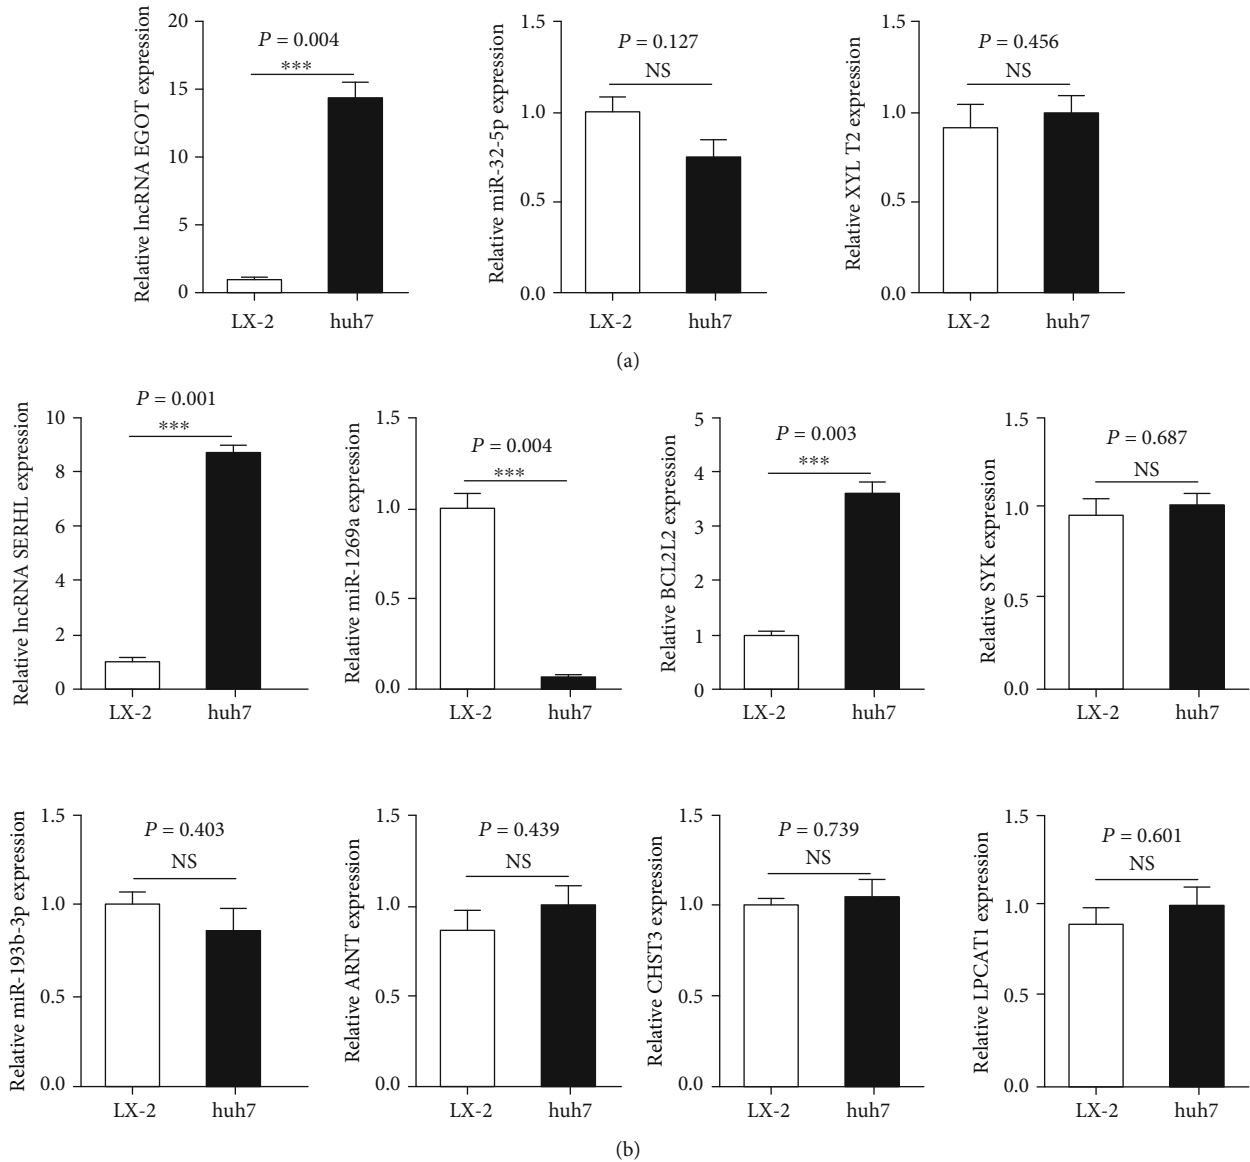 Relative lncRNA EGOT expression
20
15
10
5
0
P = 0.004
***
LX-2 huh7
Relative miR-32-5p expression
1.5
1.0
0.5
0.0
P = 0.127
NS
LX-2 huh7
Relative XYL T2 expression
1.5
1.0
0.5
0.0
P = 0.456
NS
LX-2 huh7
(a)
Relative lncRNA SERHL expression
10
8
6
4
2
0
P = 0.001
***
LX-2 huh7
Relative miR-1269a expression
1.5
1.0
0.5
0.0
P = 0.004
***
LX-2 huh7
Relative BCL2L2 expression
5
4
3
2
1
0
P = 0.003
***
LX-2 huh7
Relative SYK expression
1.5
1.0
0.5
0.0
P = 0.687
NS
LX-2 huh7
Relative miR-193b-3p expression
1.5
1.0
0.5
0.0
P = 0.403
NS
LX-2 huh7
Relative ARNT expression
1.5
1.0
0.5
0.0
P = 0.439
NS
LX-2 huh7
Relative CHST3 expression
1.5
1.0
0.5
0.0
P = 0.739
NS
LX-2 huh7
Relative LPCAT1 expression
1.5
1.0
0.5
0.0
P = 0.601
NS
LX-2 huh7
(b)